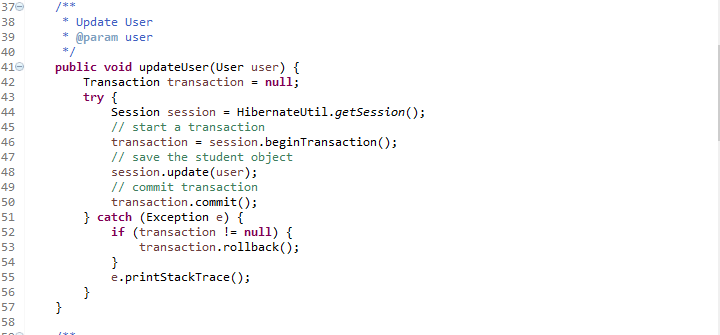 37 /**
38 * Update User
39 * @param user
40 */
41 public void updateUser(User user) {
42 Transaction transaction = null;
43 try {
44 Session session = HibernateUtil.getSession();
45 // start a transaction
46 transaction = session.beginTransaction();
47 // save the student object
48 session.update(user);
49 // commit transaction
50 transaction.commit();
51 } catch (Exception e) {
52 if (transaction != null) {
53 transaction.rollback();
54 }
55 e.printStackTrace();
56 }
57 }
58